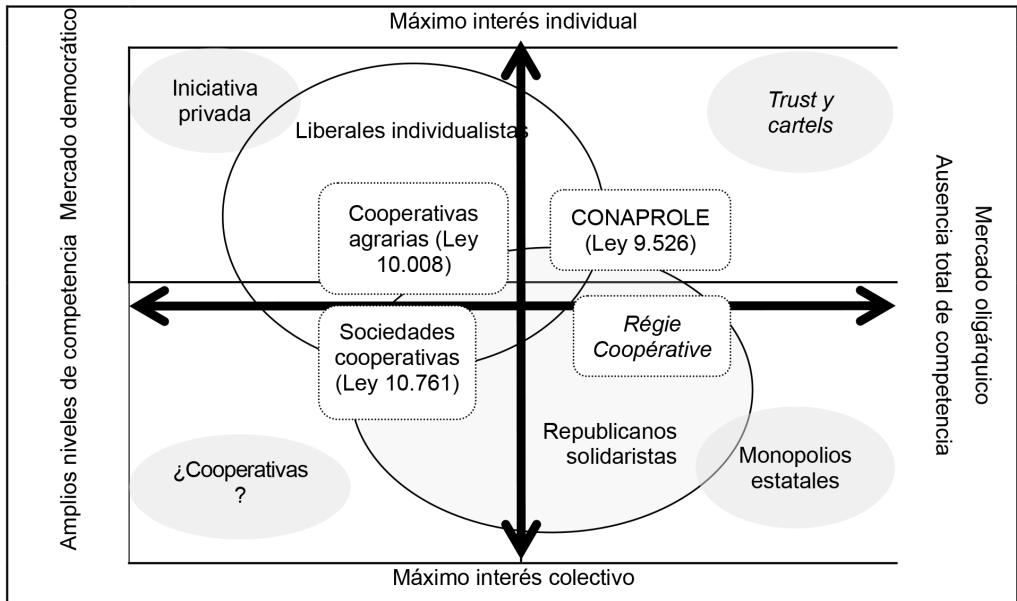 Máximo interés individual
Mercado democrático
Amplios niveles de competencia
Iniciativa
privada
Liberales individualistas
Trust y
cartels
Cooperativas
agrarias (Ley
10.008)
CONAPROLE
(Ley 9.526)
Ausencia total de competencia
Mercado oligárquico
Sociedades
cooperativas
(Ley 10.761)
Régie
Coopérative
¿Cooperativas
?
Republicanos
solidaristas
Monopolios
estatales
Máximo interés colectivo